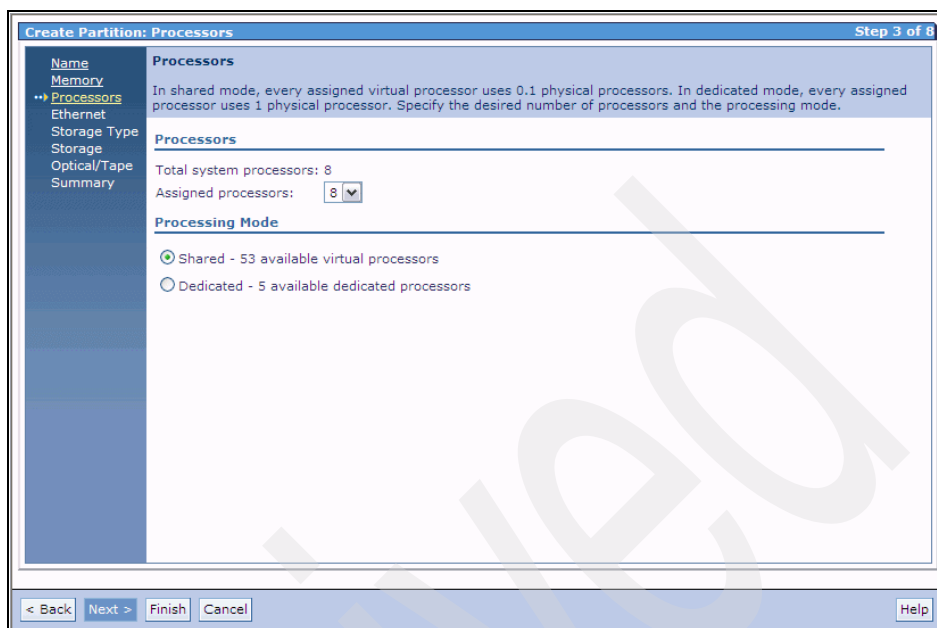 Create Partition: Processors
Step 3 of 8
Name
Memory
Processors
Ethernet
Storage Type
Storage
Optical/Tape
Summary
Processors
In shared mode, every assigned virtual processor uses 0.1 physical processors. In dedicated mode, every assigned
processor uses 1 physical processor. Specify the desired number of processors and the processing mode.
Processors
Total system processors: 8
Assigned processors: 8
Processing Mode
Shared - 53 available virtual processors
Dedicated - 5 available dedicated processors
< Back Next > Finish Cancel Help